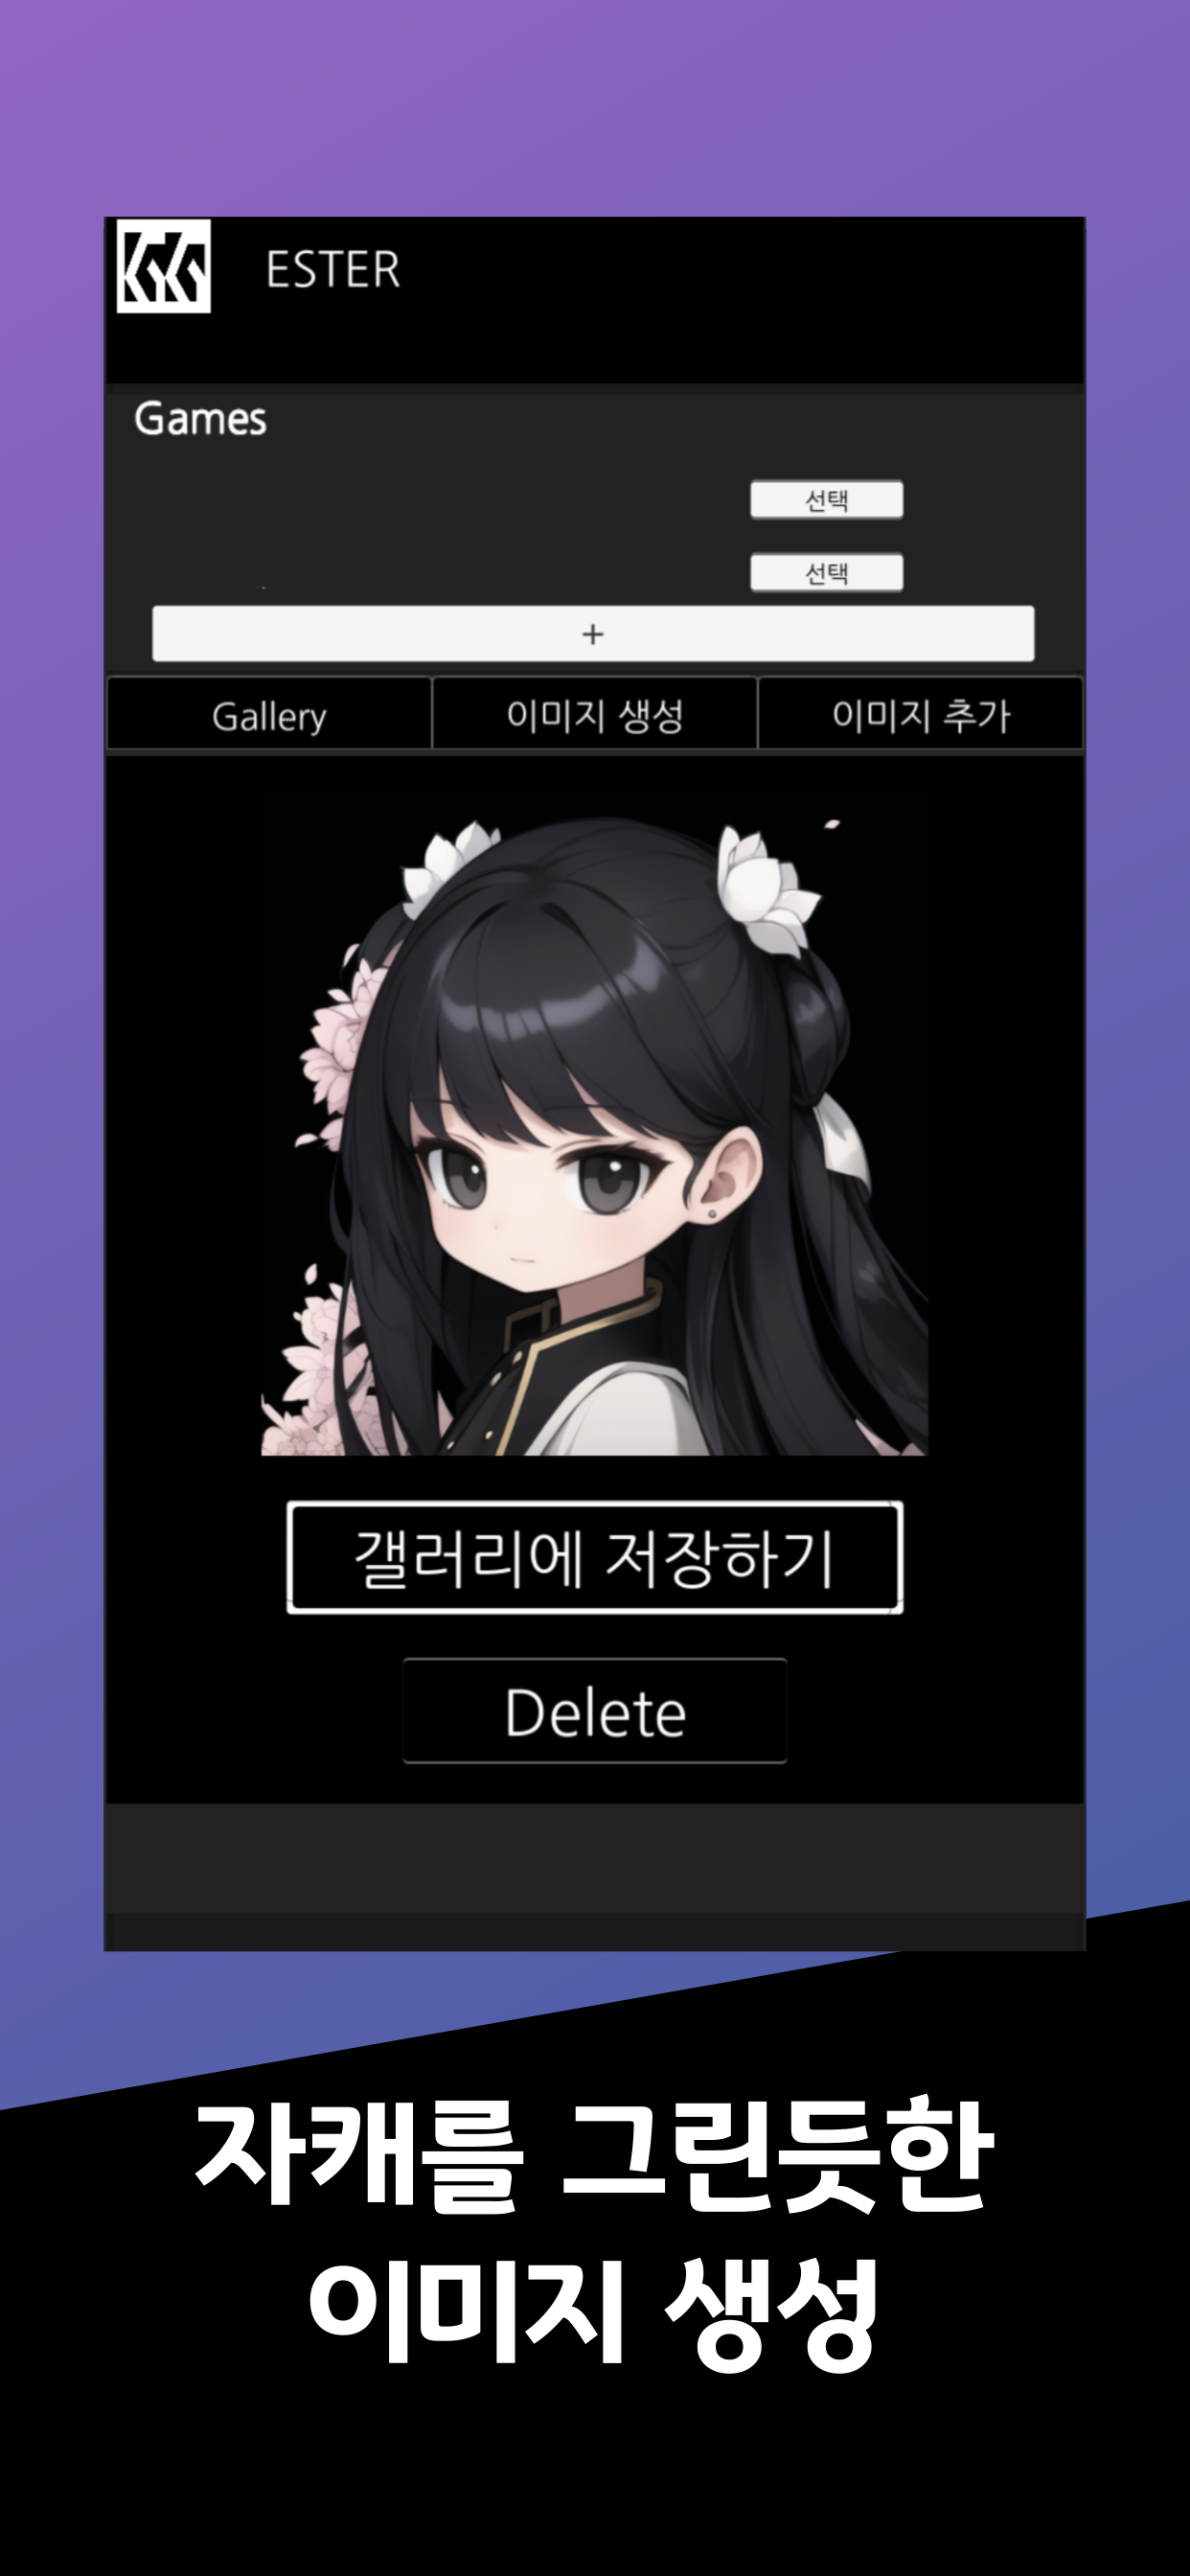 ESTER
Games
선택
선택
+
Gallery
이미지 생성
이미지 추가
갤러리에 저장하기
Delete
자캐를 그린듯한
이미지 생성